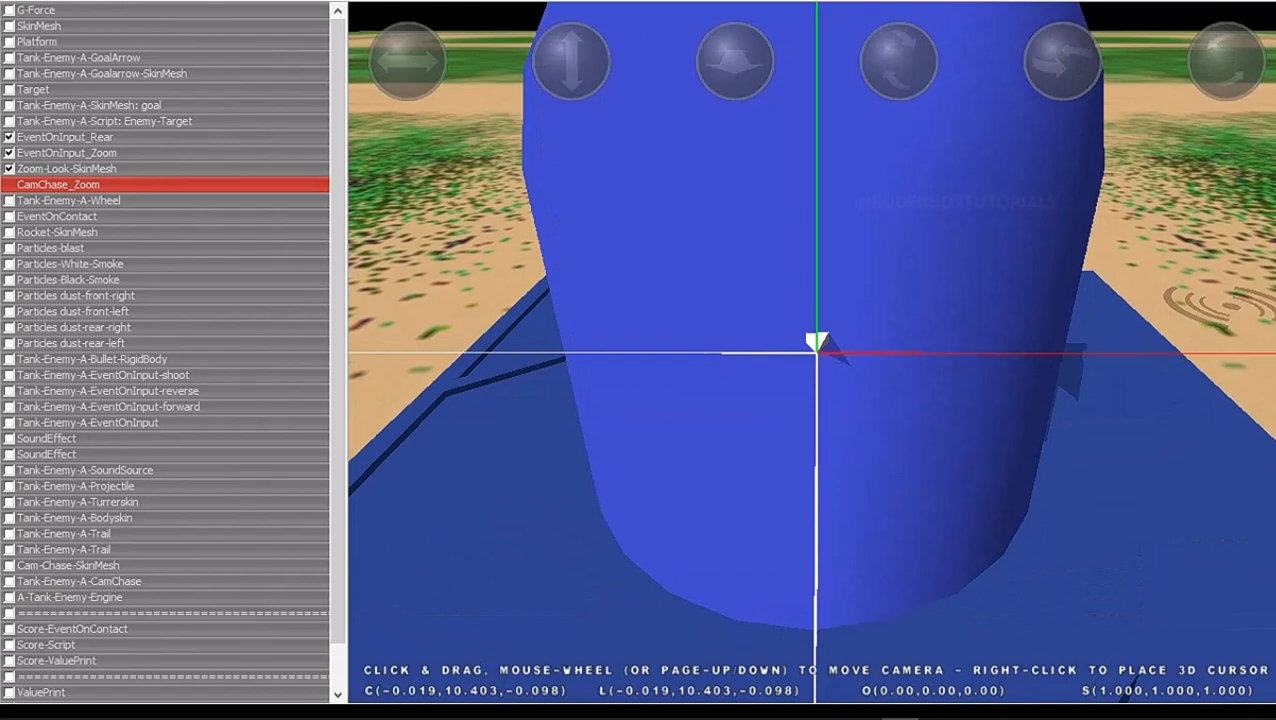 G-Force
SkinMesh
Platform
Tank-Enemy-A-GoalArrow
Tank-Enemy-A-Goalarrow-SkinMesh
Target
Tank-Enemy-A-SkinMesh: goal
Tank-Enemy-A-Script: Enemy-Target
EventOnInput_Rear
EventOnInput_Zoom
Zoom-Look-SkinMesh
CamChase_Zoom
Tank-Enemy-A-Wheel
EventOnContact
Rocket-SkinMesh
Particles-blast
Particles-White-Smoke
Particles-Black-Smoke
Particles dust-front-right
Particles dust-front-left
Particles dust-rear-right
Particles dust-rear-left
Tank-Enemy-A-Bullet-RigidBody
Tank-Enemy-A-EventOnInput-shoot
Tank-Enemy-A-EventOnInput-reverse
Tank-Enemy-A-EventOnInput-forward
Tank-Enemy-A-EventOnInput
SoundEffect
SoundEffect
Tank-Enemy-A-SoundSource
Tank-Enemy-A-Projectile
Tank-Enemy-A-Turrerskin
Tank-Enemy-A-Bodyskin
Tank-Enemy-A-Trail
Tank-Enemy-A-Trail
Cam-Chase-SkinMesh
Tank-Enemy-A-CamChase
A-Tank-Enemy-Engine
Score-EventOnContact
Score-Script
Score-ValuePrint
ValuePrint
CLICK & DRAG, MOUSE-WHEEL (OR PAGE-UP/DOWN) TO MOVE CAMERA - RIGHT-CLICK TO PLACE 3D CURSOR
C(-0.019,10.403,-0.098) L(-0.019,10.403,-0.098) O(0.00,0.00,0.00) S(1.000,1.000,1.000)